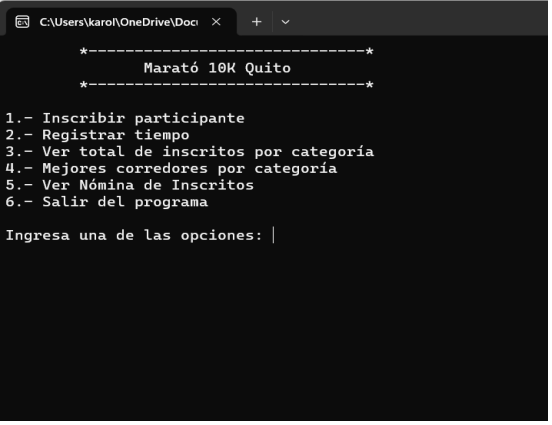 C:\Users\karol\OneDrive\Doc
*------------------------------*
Marató 10K Quito
*------------------------------*
1.- Inscribir participante
2.- Registrar tiempo
3.- Ver total de inscritos por categoría
4.- Mejores corredores por categoría
5.- Ver Nómina de Inscritos
6.- Salir del programa
Ingresa una de las opciones: